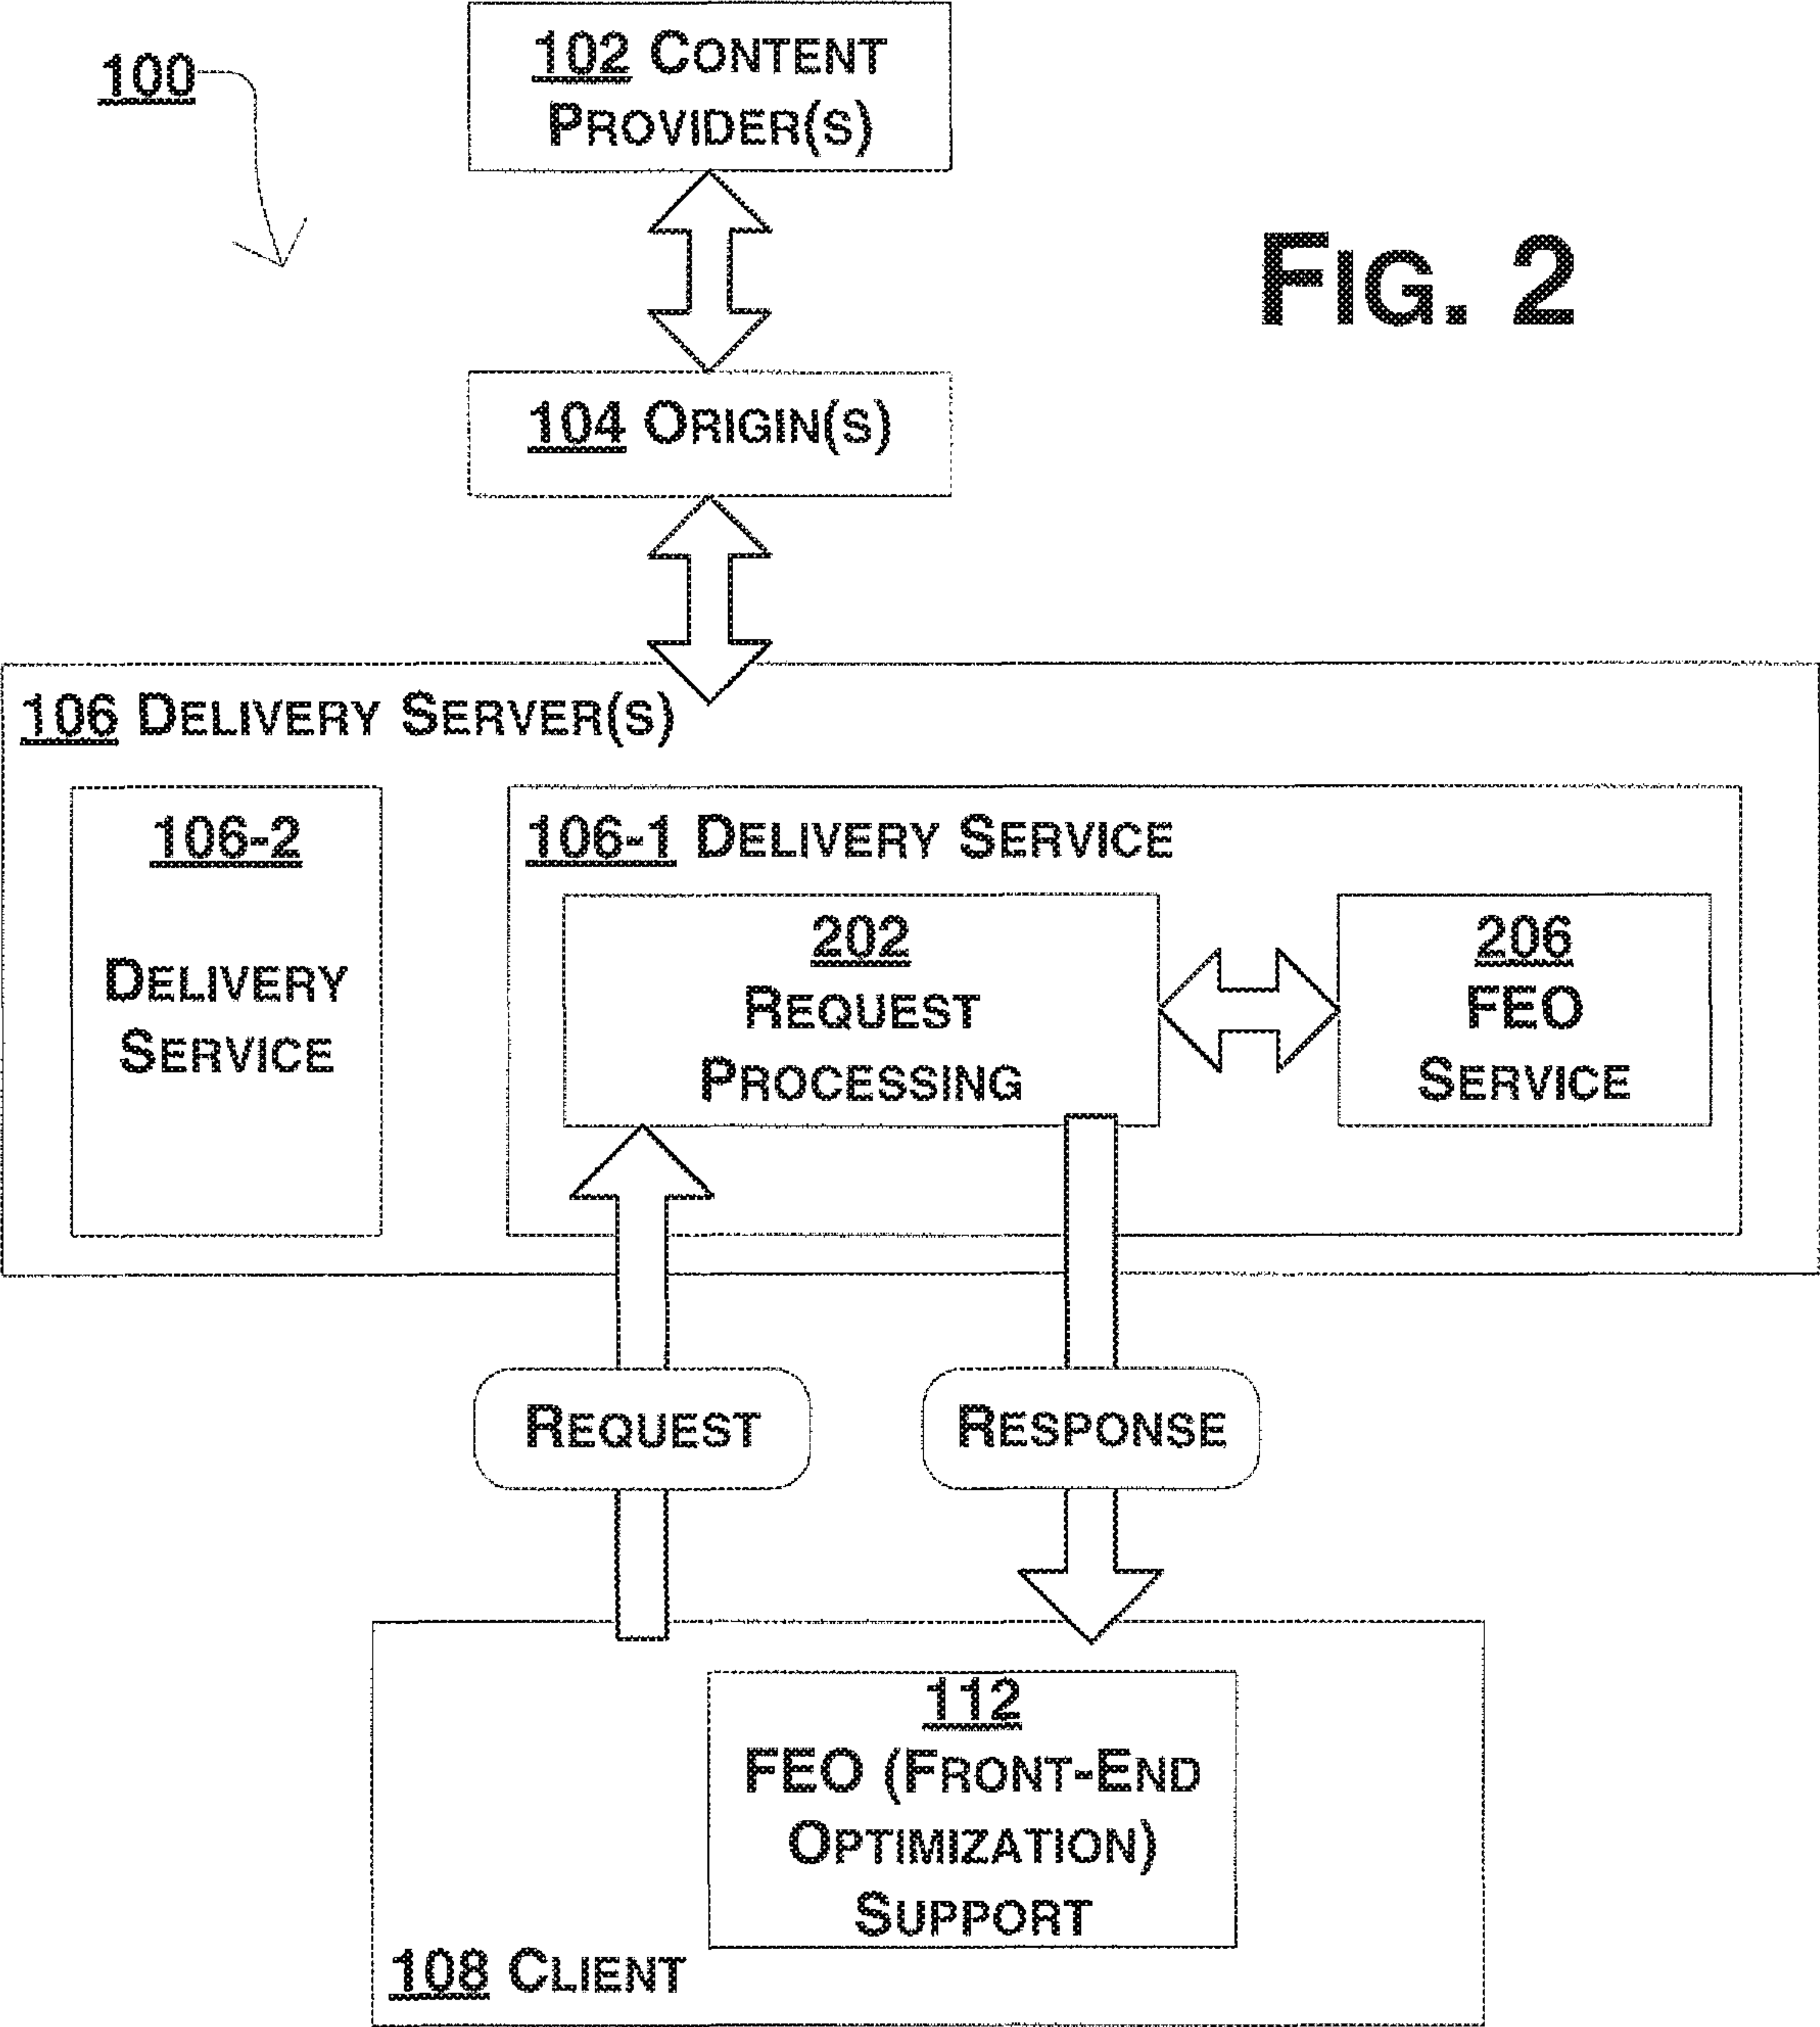 100
102 CONTENT
PROVIDER(S)
FIG. 2
104 ORIGIN(S)
106 DELIVERY SERVER(S)
106-2
DELIVERY
SERVICE
106-1 DELIVERY SERVICE
202
REQUEST
PROCESSING
206
FEO
SERVICE
REQUEST
RESPONSE
112
FEO (FRONT-END
OPTIMIZATION)
SUPPORT
108 CLIENT